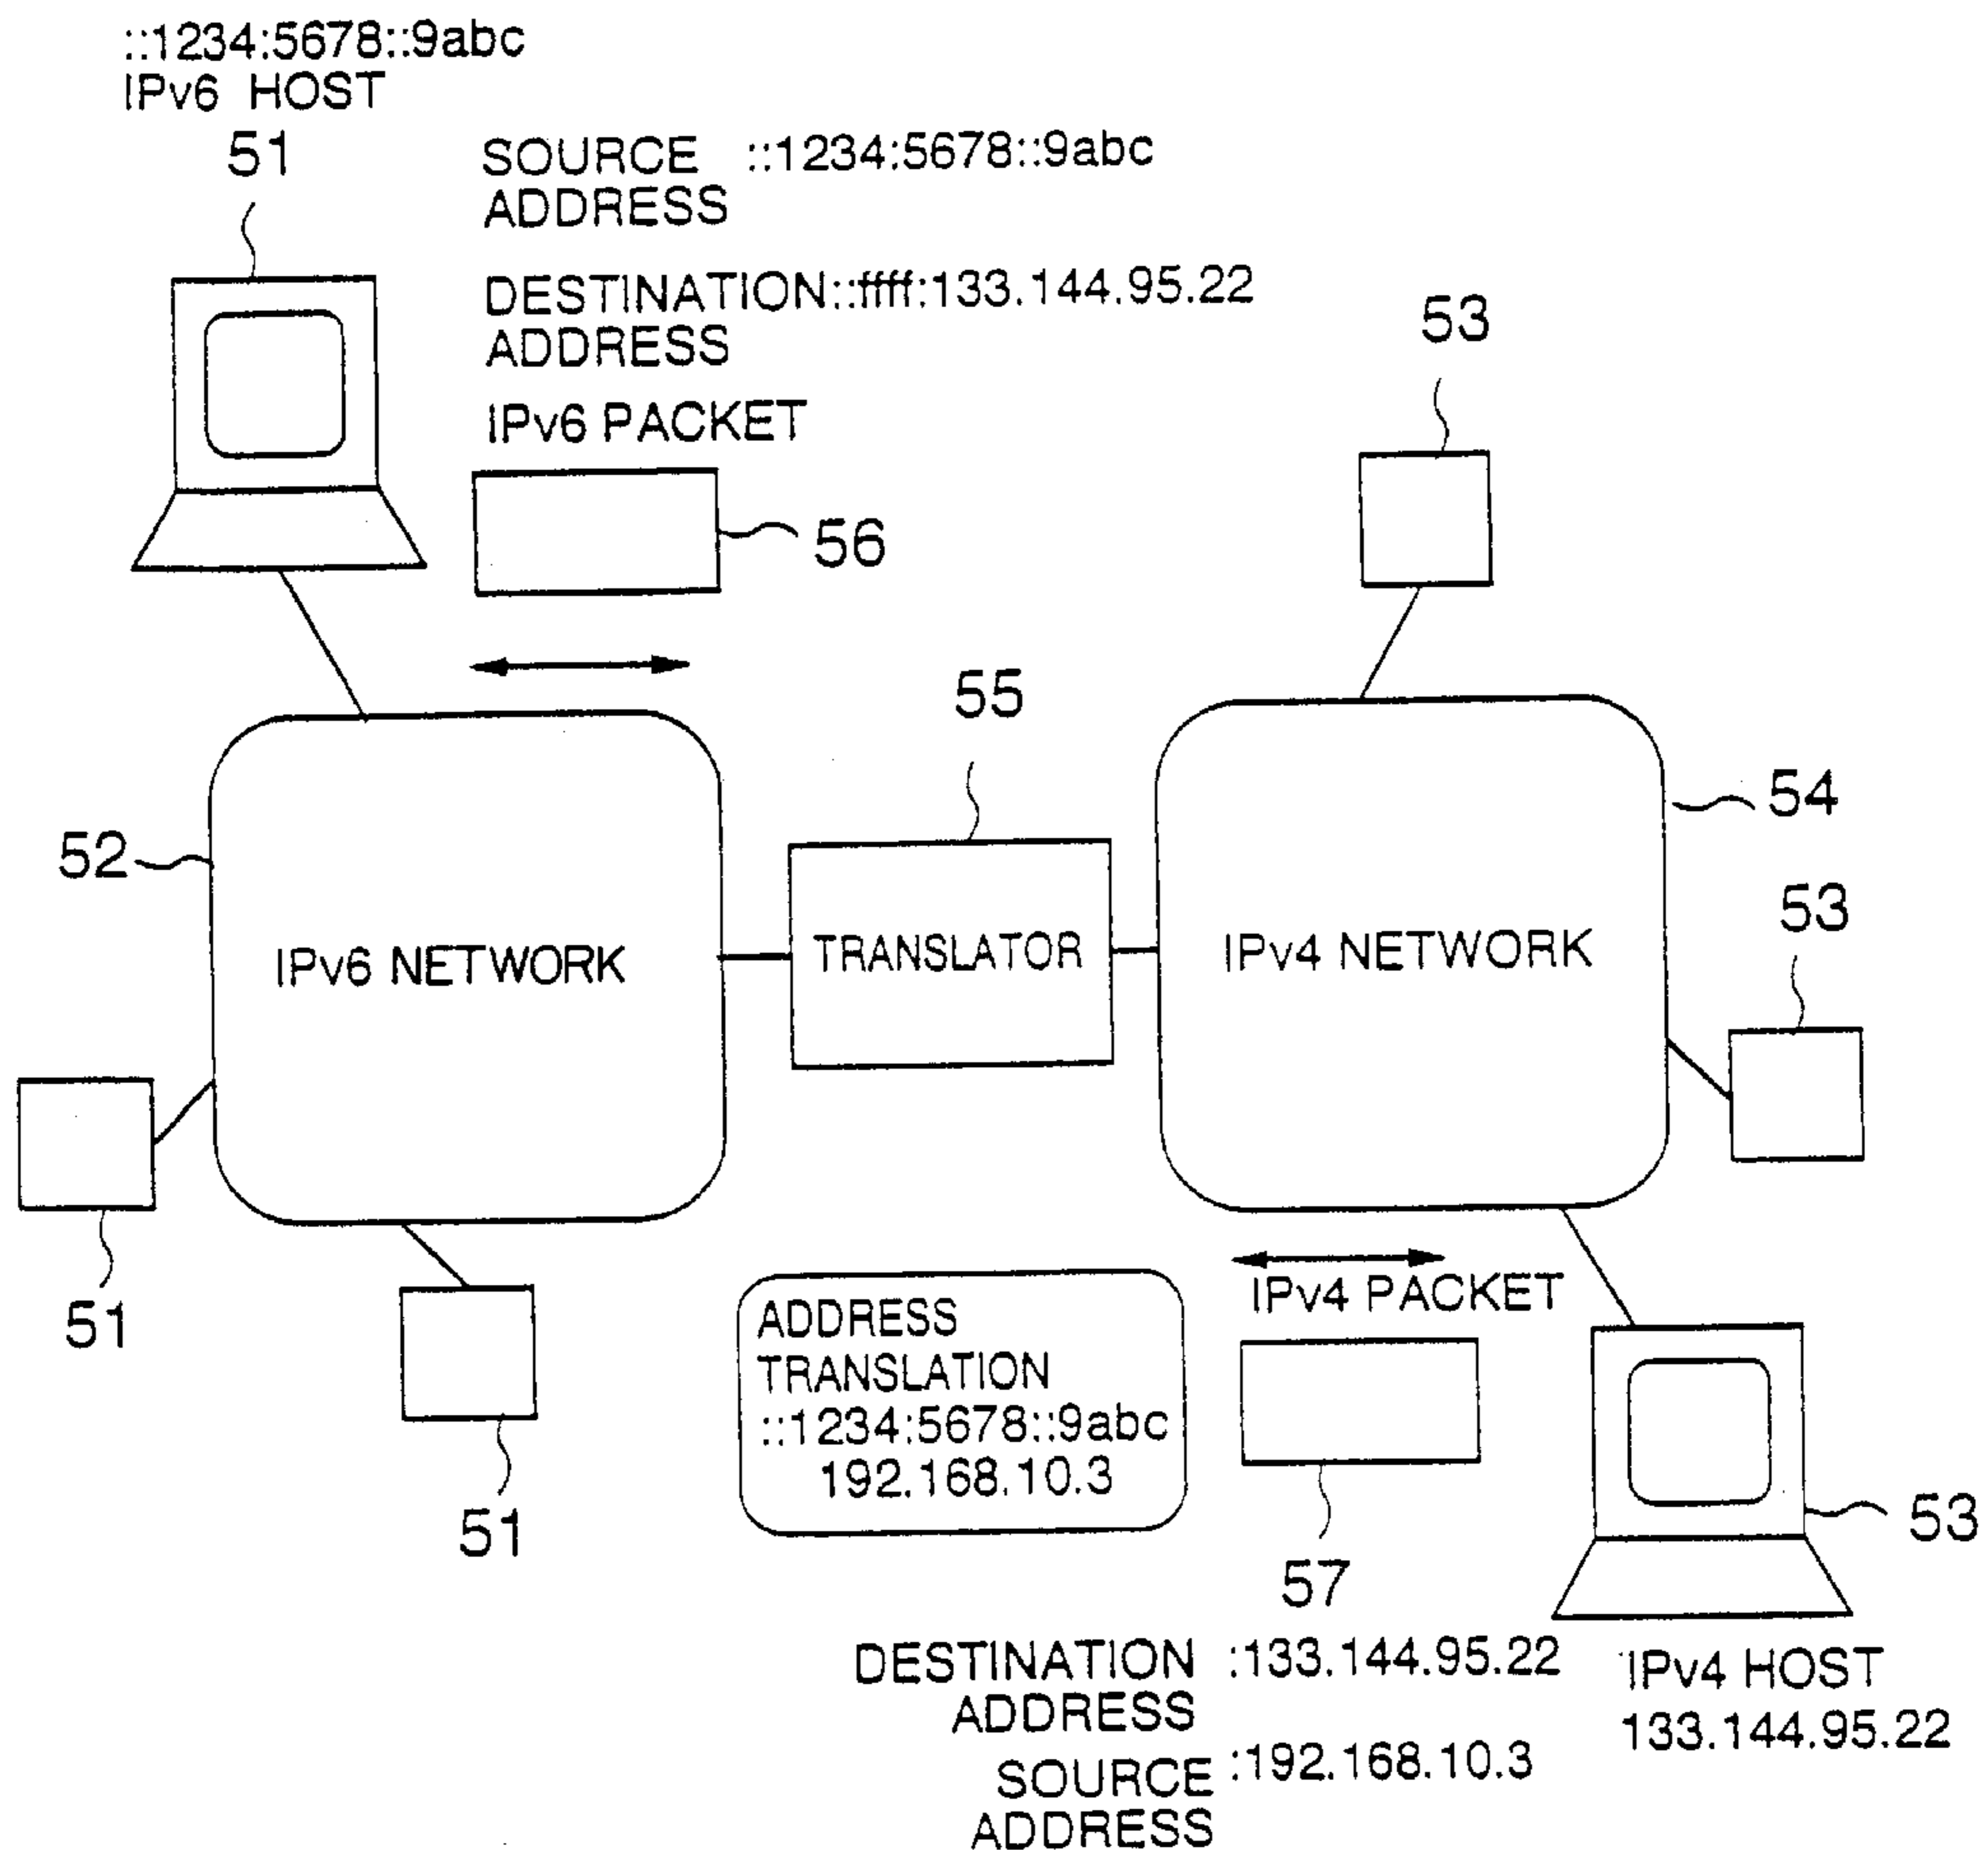 ::1234:5678::9abc
IPv6 HOST
51
SOURCE ::1234:5678::9abc
ADDRESS
DESTINATION::ffff:133.144.95.22
ADDRESS
IPv6 PACKET
56
53
55
54
52
53
IPv6 NETWORK
TRANSLATOR
IPv4 NETWORK
51
51
ADDRESS
TRANSLATION
::1234:5678::9abc
192.168.10.3
IPv4 PACKET
57
53
DESTINATION :133.144.95.22
ADDRESS
SOURCE :192.168.10.3
ADDRESS
IPv4 HOST
133.144.95.22